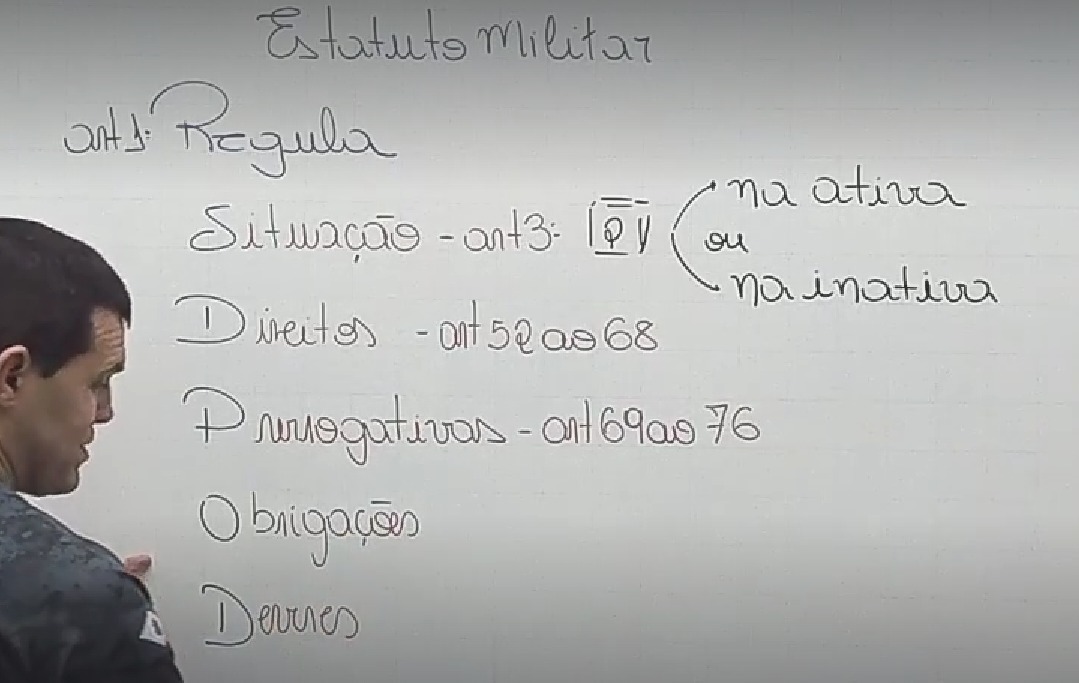 Estatuto Militar
art 1: Regula
Situação - art 3: na ativa
ou
na inativa
Direitos - art 52 ao 68
Prerrogativas - art 69 ao 76
Obrigações
Deveres